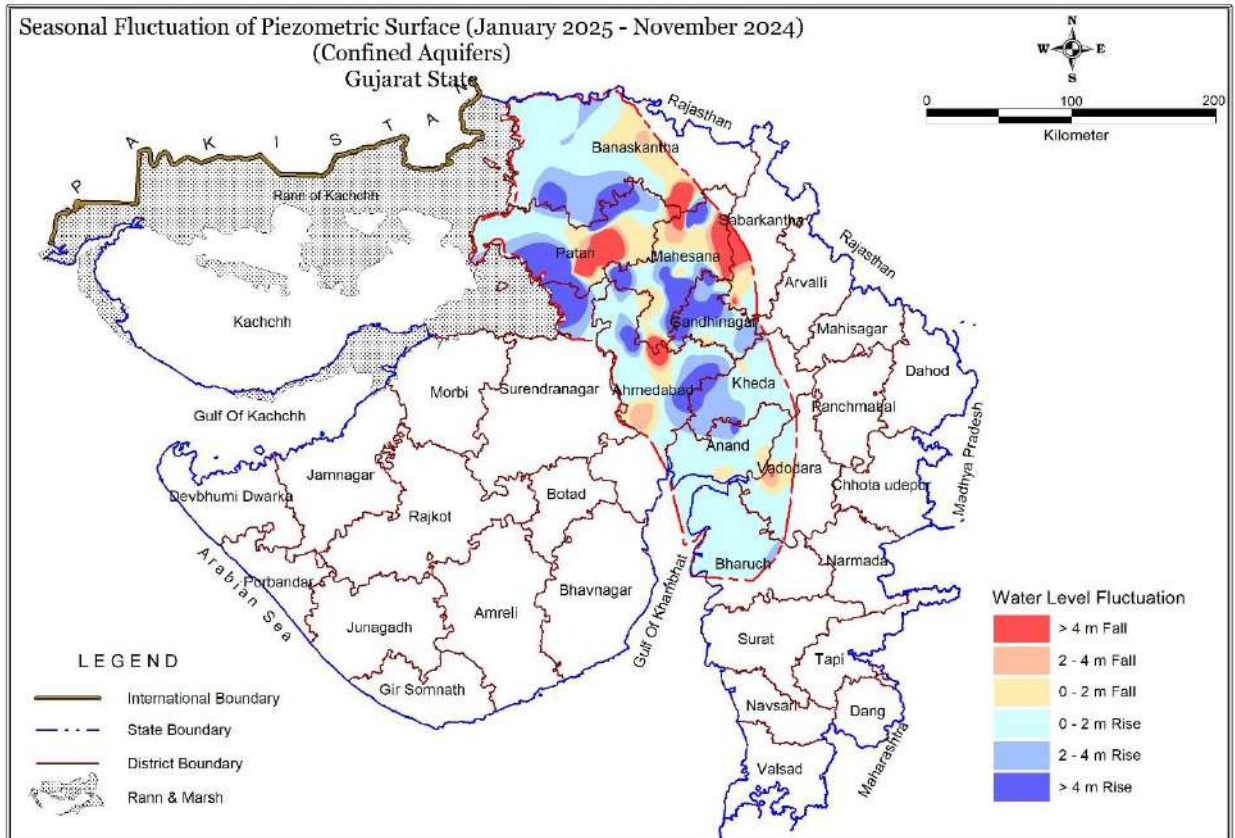 Seasonal Fluctuation of Piezometric Surface (January 2025 - November 2024)
(Confined Aquifers)
Gujarat State
N
W E
S
0 100 200
Kilometer
PAKISTAN
Rajasthan
Banaskantha
Rann of Kachchh
Sabarkantha
Rajasthan
Patan
Mahesana
Arvalli
Kachchh
Gandhinagar
Mahisagar
Dahod
Morbi
Surendranagar
Ahmedabad
Kheda
Panchmahal
Gulf Of Kachchh
Anand
Vadodara
Madhya Pradesh
Jamnagar
Chhota udepur
Devbhumi Dwarka
Botad
Rajkot
Bharuch
Narmada
Arabian Sea
Porbandar
Amreli
Bhavnagar
Gulf Of Khambhat
Junagadh
Surat
Tapi
Gir Somnath
Navsari
Dang
Maharashtra
Valsad
LEGEND
International Boundary
State Boundary
District Boundary
Rann & Marsh
Water Level Fluctuation
> 4 m Fall
2 - 4 m Fall
0 - 2 m Fall
0 - 2 m Rise
2 - 4 m Rise
> 4 m Rise